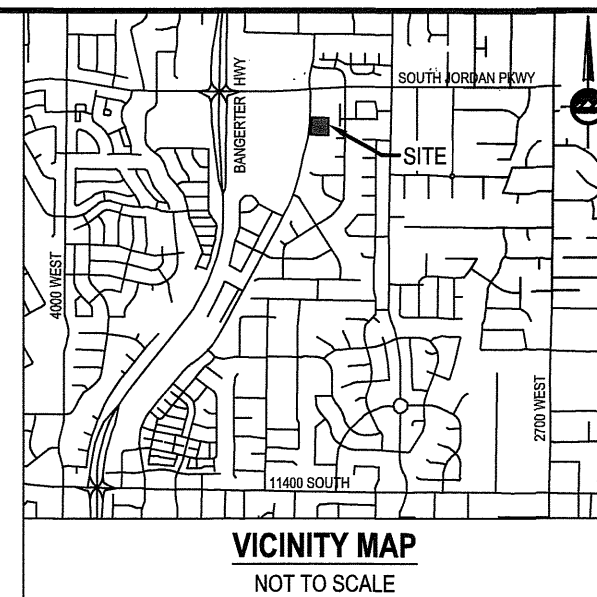 SOUTH JORDAN PKWY
BANGERTER HWY
SITE
4000 WEST
2700 WEST
11400 SOUTH
VICINITY MAP
NOT TO SCALE